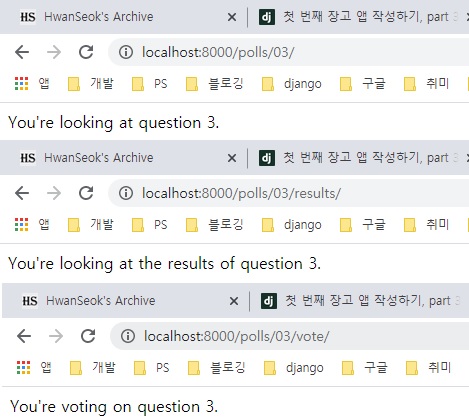 HS HwanSeok's Archive dj 첫 번째 장고 앱 작성하기, part 3
localhost:8000/polls/03/
앱 개발 PS 블로깅 django 구글 취미
You're looking at question 3.
HS HwanSeok's Archive dj 첫 번째 장고 앱 작성하기, part 3
localhost:8000/polls/03/results/
앱 개발 PS 블로깅 django 구글 취미
You're looking at the results of question 3.
HS HwanSeok's Archive dj 첫 번째 장고 앱 작성하기, part 3
localhost:8000/polls/03/vote/
앱 개발 PS 블로깅 django 구글 취미
You're voting on question 3.